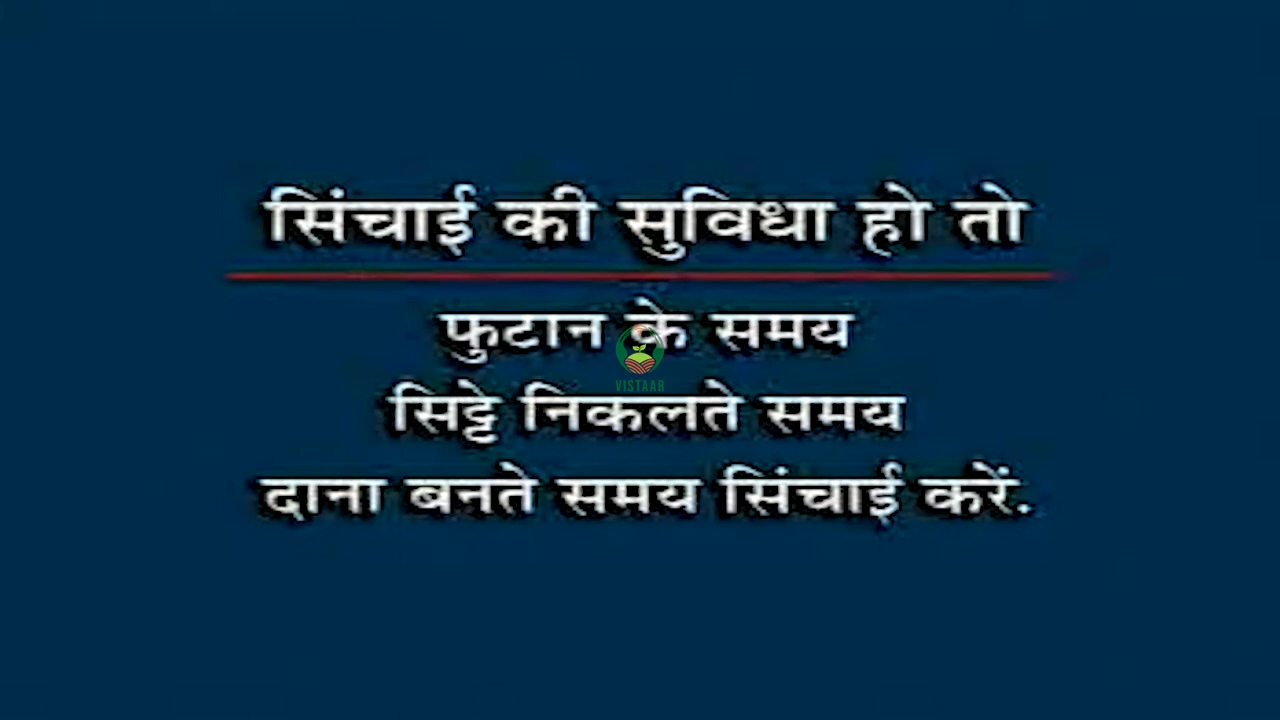 सिंचाई की सुविधा हो तो
फुटान के समय
VISTAAR
सिट्टे निकलते समय
दाना बनते समय सिंचाई करें.